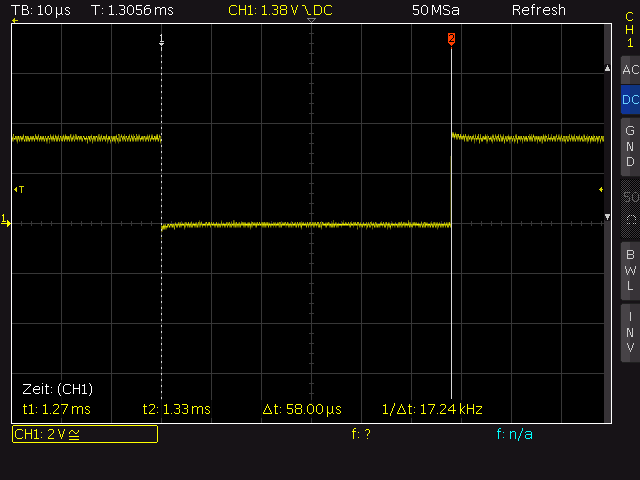 TB: 10 µs T: 1.3056 ms CH1: 1.38 V DC 50 MSa Refresh
CH1
1
2
AC
DC
T
GND
1
50
Ω
BWL
INV
Zeit: (CH1)
t1: 1.27 ms t2: 1.33 ms Δt: 58.00 µs 1/Δt: 17.24 kHz
CH1: 2 V ≅ f: ? f: n/a